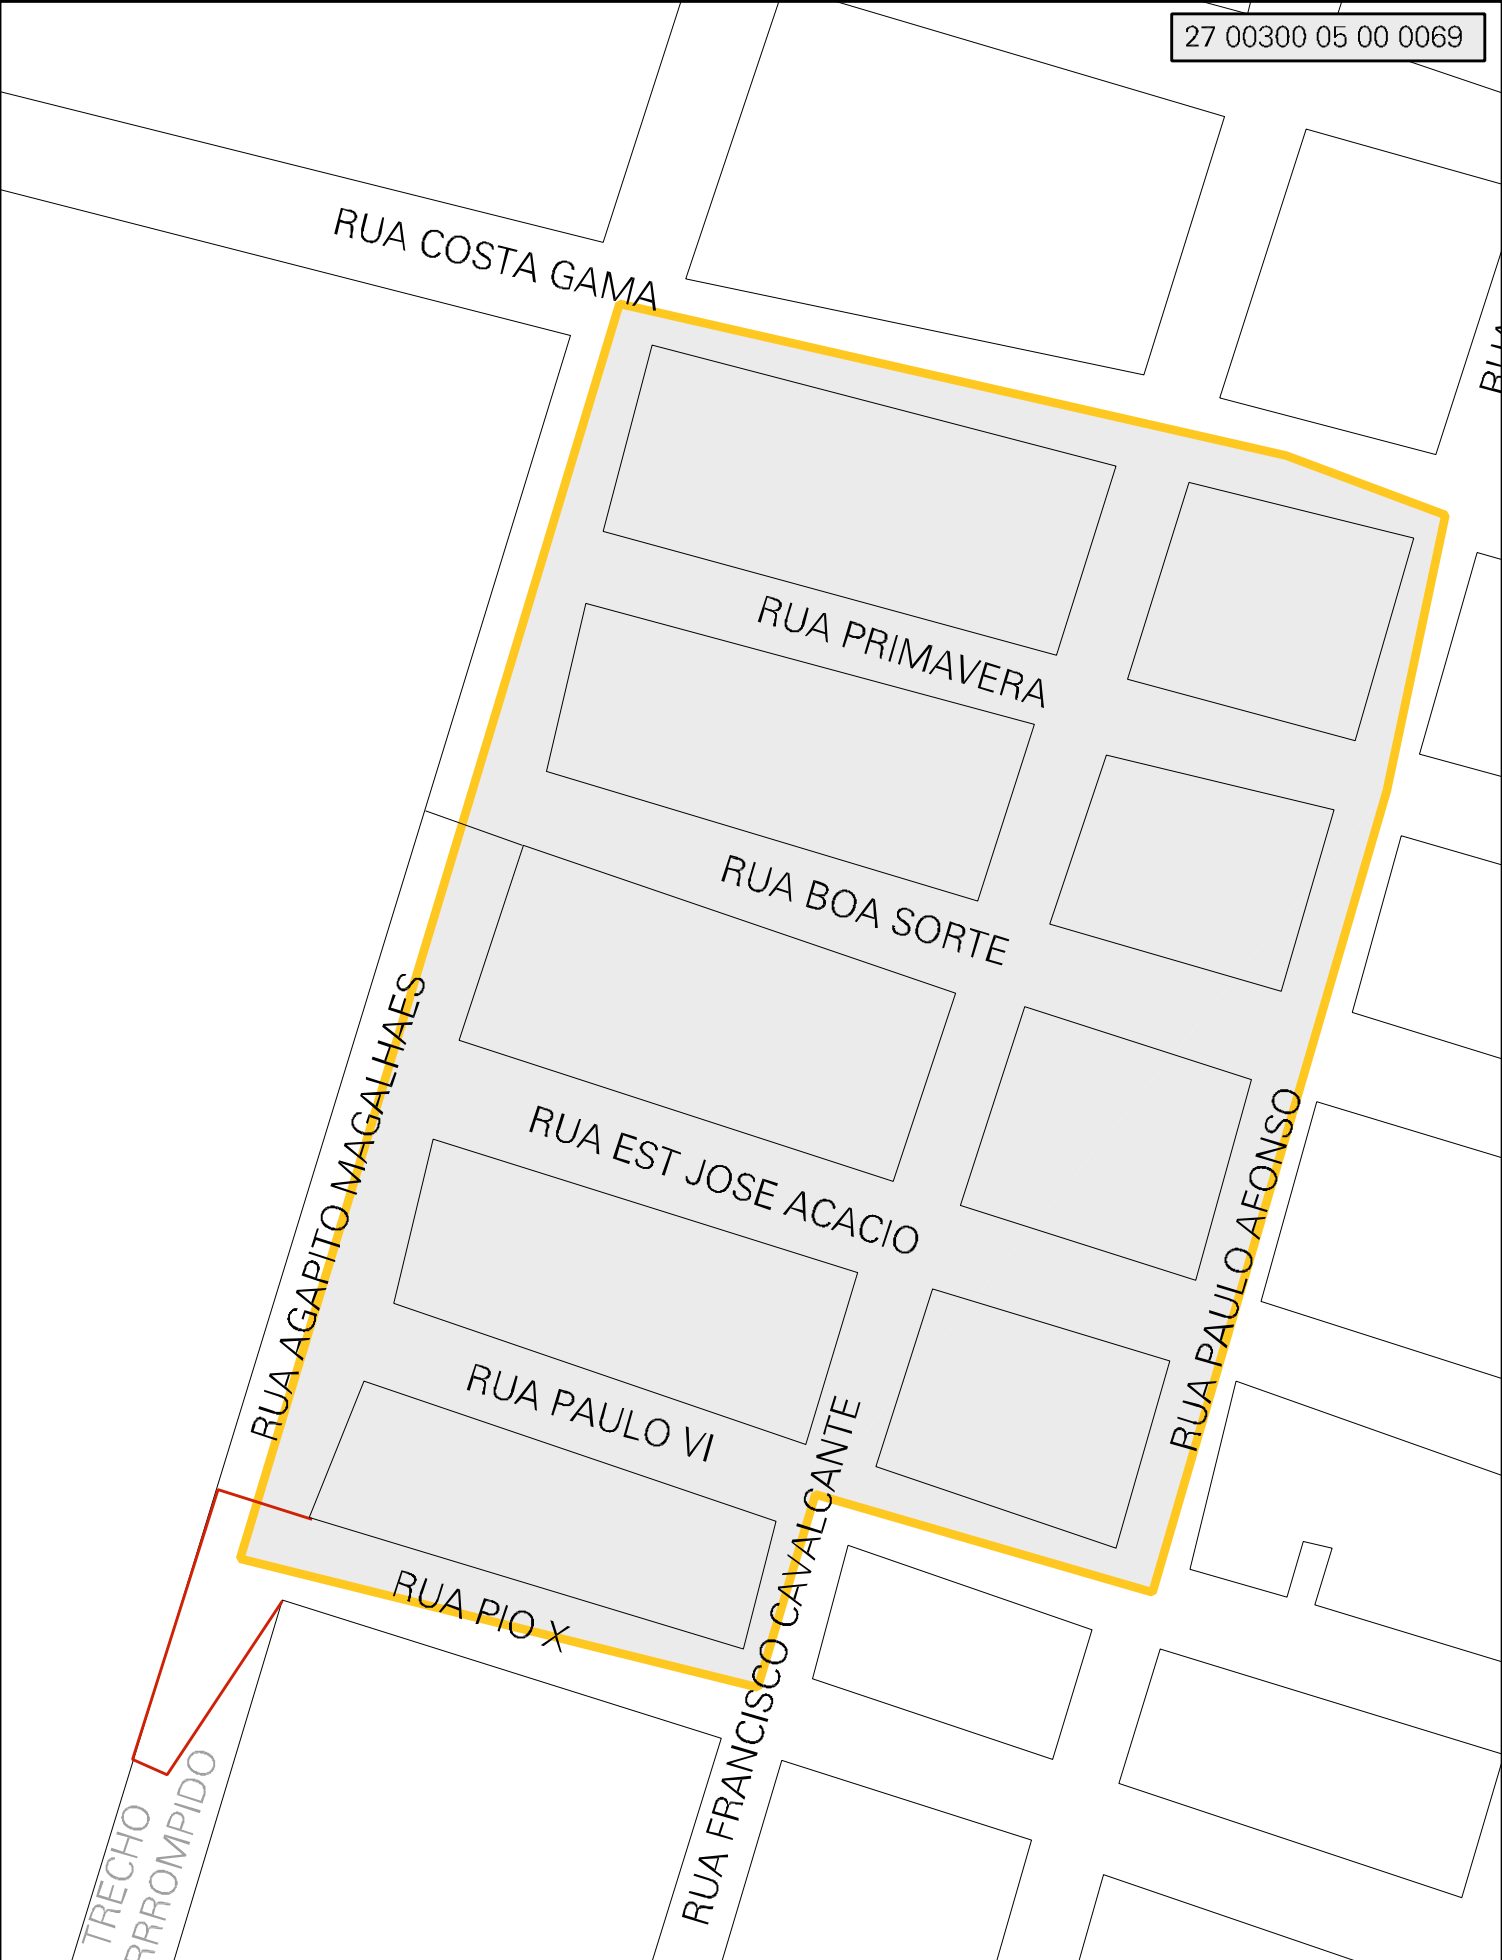 27 00300 05 00 0069
RUA COSTA GAMA
RUA PRIMAVERA
RUA BOA SORTE
RUA AGAPITO MAGALHAES
RUA EST JOSE ACACIO
RUA PAULO AFONSO
RUA PAULO VI
RUA FRANCISCO CAVALCANTE
RUA PIO X
TRECHO